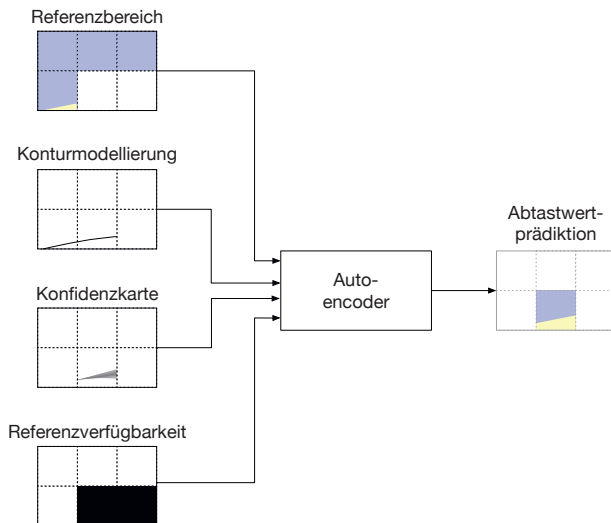 Referenzbereich
Konturmodellierung
Konfidenzkarte
Referenzverfügbarkeit
Auto-
encoder
Abtastwert-
prädiktion